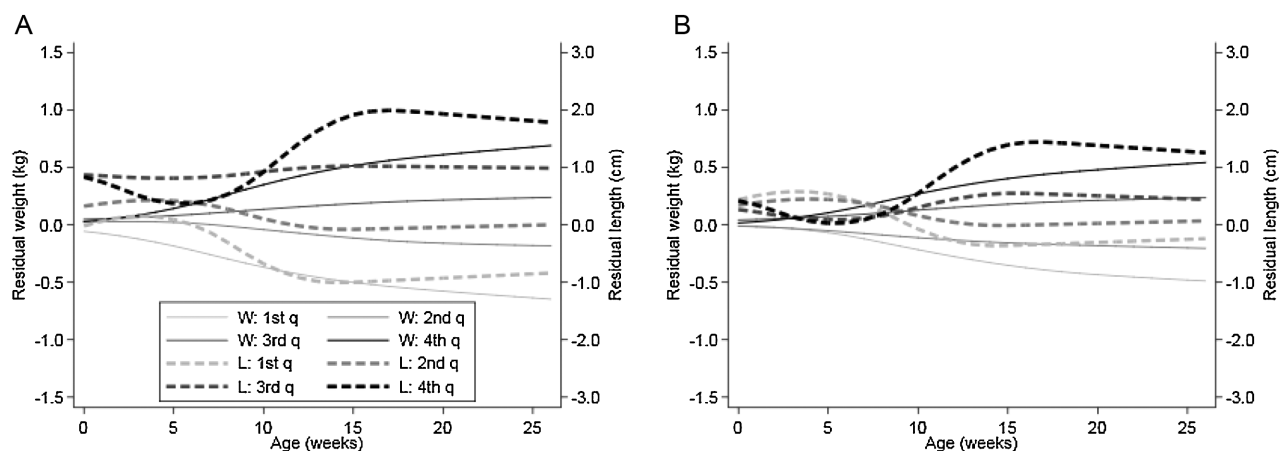 A
1.5
1.0
0.5
0.0
-0.5
-1.0
-1.5
Residual weight (kg)
3.0
2.0
1.0
0.0
-1.0
-2.0
-3.0
Residual length (cm)
0 5 10 15 20 25
Age (weeks)
W: 1st q W: 2nd q
W: 3rd q W: 4th q
L: 1st q L: 2nd q
L: 3rd q L: 4th q
B
1.5
1.0
0.5
0.0
-0.5
-1.0
-1.5
Residual weight (kg)
3.0
2.0
1.0
0.0
-1.0
-2.0
-3.0
Residual length (cm)
0 5 10 15 20 25
Age (weeks)